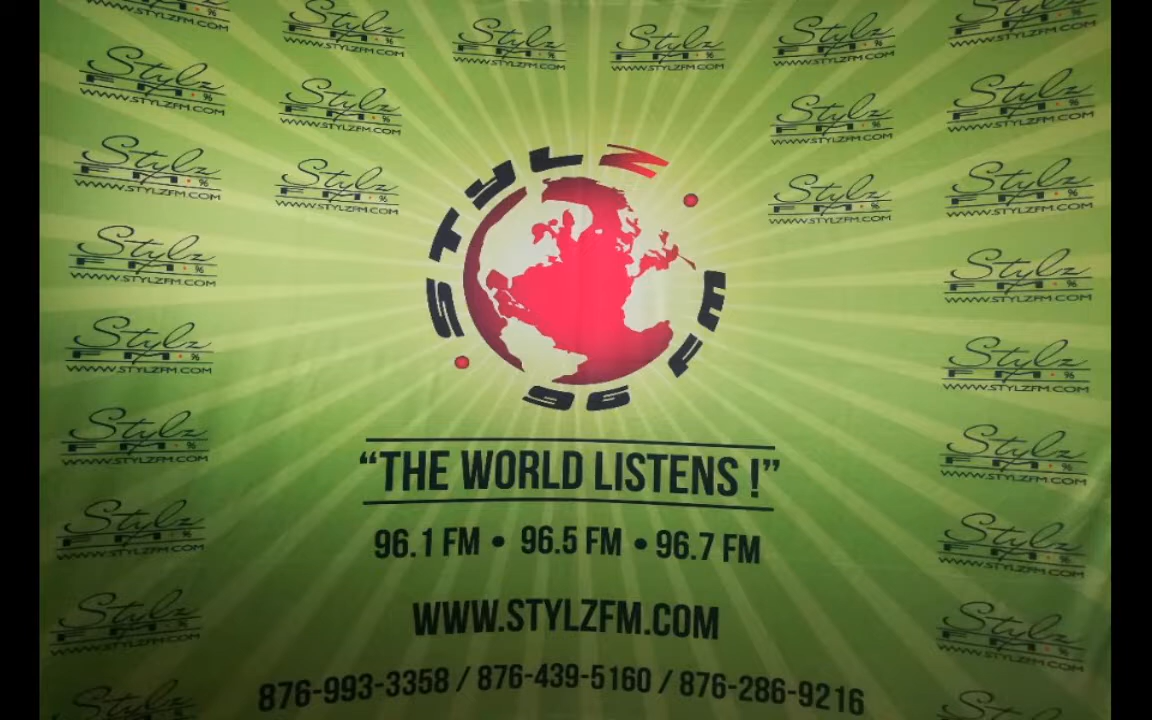 STYLZ
FM
96
“THE WORLD LISTENS !”
96.1 FM • 96.5 FM • 96.7 FM
WWW.STYLZFM.COM
876-993-3358 / 876-439-5160 / 876-286-9216
Stylz
FM 96
WWW.STYLZFM.COM